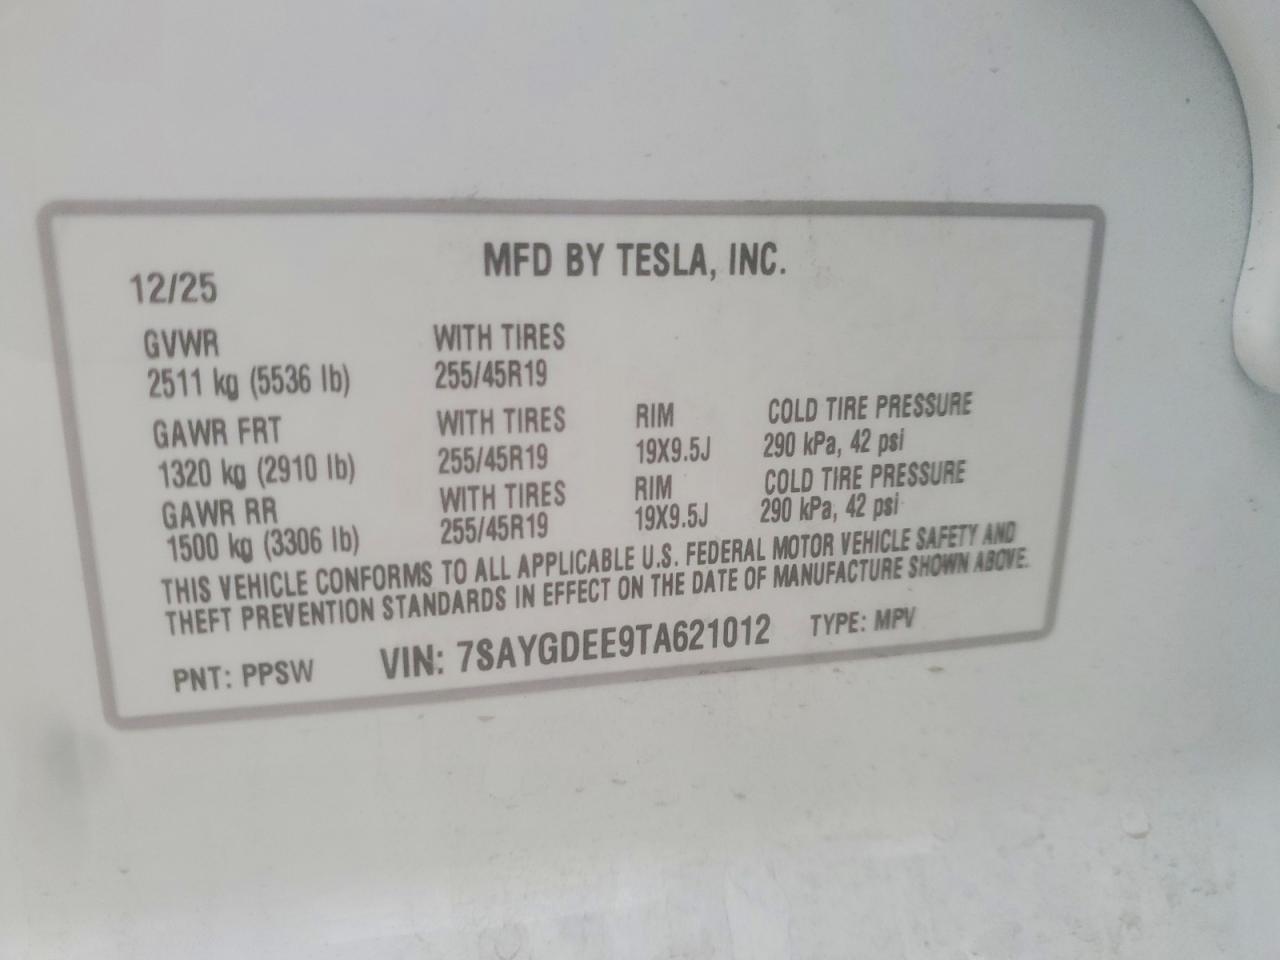 MFD BY TESLA, INC.
12/25
GVWR WITH TIRES
2511 kg (5536 lb) 255/45R19
GAWR FRT WITH TIRES RIM COLD TIRE PRESSURE
1320 kg (2910 lb) 255/45R19 19X9.5J 290 kPa, 42 psi
GAWR RR WITH TIRES RIM COLD TIRE PRESSURE
1500 kg (3306 lb) 255/45R19 19X9.5J 290 kPa, 42 psi
THIS VEHICLE CONFORMS TO ALL APPLICABLE U.S. FEDERAL MOTOR VEHICLE SAFETY AND
THEFT PREVENTION STANDARDS IN EFFECT ON THE DATE OF MANUFACTURE SHOWN ABOVE.
PNT: PPSW VIN: 7SAYGDEE9TA621012 TYPE: MPV